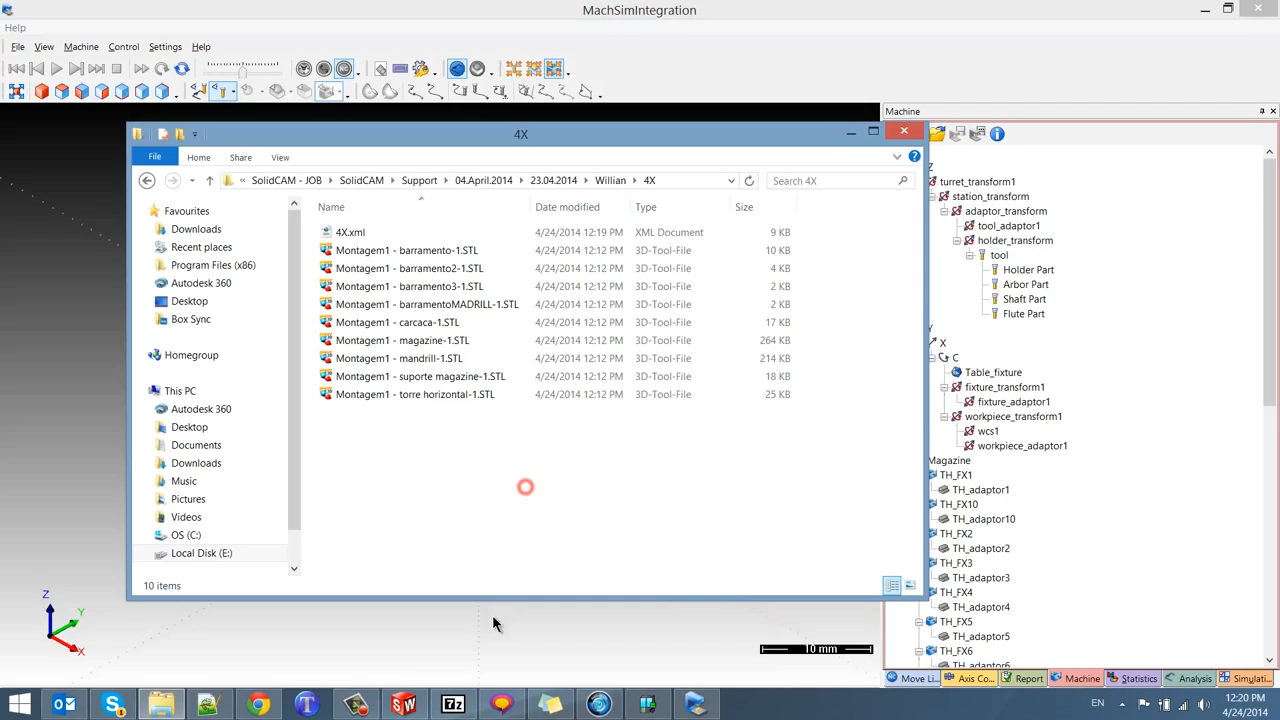 MachSimIntegration
Help
File View Machine Control Settings Help
Machine
4X
File Home Share View
« SolidCAM - JOB SolidCAM Support 04.April.2014 23.04.2014 Willian 4X Search 4X
Name Date modified Type Size
4X.xml 4/24/2014 12:19 PM XML Document 9 KB
Montagem1 - barramento-1.STL 4/24/2014 12:12 PM 3D-Tool-File 10 KB
Montagem1 - barramento2-1.STL 4/24/2014 12:12 PM 3D-Tool-File 4 KB
Montagem1 - barramento3-1.STL 4/24/2014 12:12 PM 3D-Tool-File 2 KB
Montagem1 - barramentoMADRILL-1.STL 4/24/2014 12:12 PM 3D-Tool-File 2 KB
Montagem1 - carcaca-1.STL 4/24/2014 12:12 PM 3D-Tool-File 17 KB
Montagem1 - magazine-1.STL 4/24/2014 12:12 PM 3D-Tool-File 264 KB
Montagem1 - mandrill-1.STL 4/24/2014 12:12 PM 3D-Tool-File 214 KB
Montagem1 - suporte magazine-1.STL 4/24/2014 12:12 PM 3D-Tool-File 18 KB
Montagem1 - torre horizontal-1.STL 4/24/2014 12:12 PM 3D-Tool-File 25 KB
Favourites
Downloads
Recent places
Program Files (x86)
Autodesk 360
Desktop
Box Sync
Homegroup
This PC
Autodesk 360
Desktop
Documents
Downloads
Music
Pictures
Videos
OS (C:)
Local Disk (E:)
10 items
Z
turret_transform1
station_transform
adaptor_transform
tool_adaptor1
holder_transform
tool
Holder Part
Arbor Part
Shaft Part
Flute Part
Y
X
C
Table_fixture
fixture_transform1
fixture_adaptor1
workpiece_transform1
wcs1
workpiece_adaptor1
Magazine
TH_FX1
TH_adaptor1
TH_FX10
TH_adaptor10
TH_FX2
TH_adaptor2
TH_FX3
TH_adaptor3
TH_FX4
TH_adaptor4
TH_FX5
TH_adaptor5
TH_FX6
TH_adaptor6
Z
Y
X
10 mm
Move Li... Axis Co... Report Machine Statistics Analysis Simulati...
EN 12:20 PM
4/24/2014